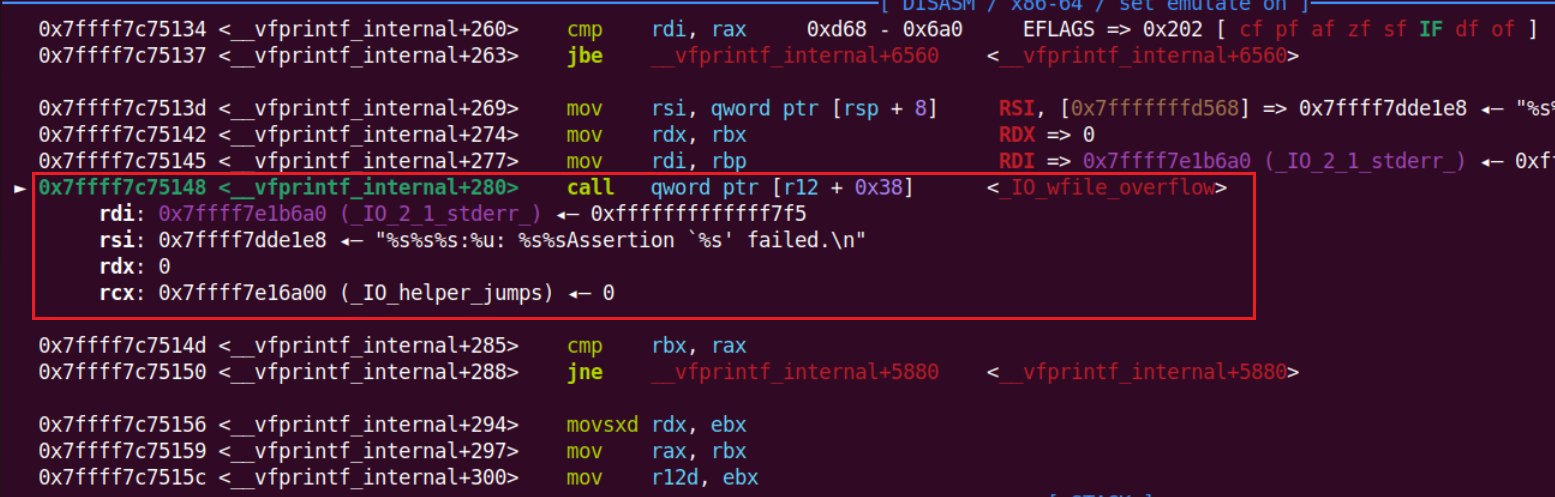 [ DISASM / x86-64 / set emulate on ]
0x7ffff7c75134 <__vfprintf_internal+260>    cmp    rdi, rax    0xd68 - 0x6a0    EFLAGS => 0x202 [ cf pf af zf sf IF df of ]
0x7ffff7c75137 <__vfprintf_internal+263>    jbe    __vfprintf_internal+6560    <__vfprintf_internal+6560>
0x7ffff7c7513d <__vfprintf_internal+269>    mov    rsi, qword ptr [rsp + 8]    RSI, [0x7fffffffd568] => 0x7ffff7dde1e8 ◂— "%s%
0x7ffff7c75142 <__vfprintf_internal+274>    mov    rdx, rbx    RDX => 0
0x7ffff7c75145 <__vfprintf_internal+277>    mov    rdi, rbp    RDI => 0x7ffff7e1b6a0 (_IO_2_1_stderr_) ◂— 0xff
► 0x7ffff7c75148 <__vfprintf_internal+280>    call   qword ptr [r12 + 0x38]    <_IO_wfile_overflow>
rdi: 0x7ffff7e1b6a0 (_IO_2_1_stderr_) ◂— 0xfffffffffffff7f5
rsi: 0x7ffff7dde1e8 ◂— "%s%s%s:%u: %s%sAssertion `%s' failed.\n"
rdx: 0
rcx: 0x7ffff7e16a00 (_IO_helper_jumps) ◂— 0
0x7ffff7c7514d <__vfprintf_internal+285>    cmp    rbx, rax
0x7ffff7c75150 <__vfprintf_internal+288>    jne    __vfprintf_internal+5880    <__vfprintf_internal+5880>
0x7ffff7c75156 <__vfprintf_internal+294>    movsxd rdx, ebx
0x7ffff7c75159 <__vfprintf_internal+297>    mov    rax, rbx
0x7ffff7c7515c <__vfprintf_internal+300>    mov    r12d, ebx